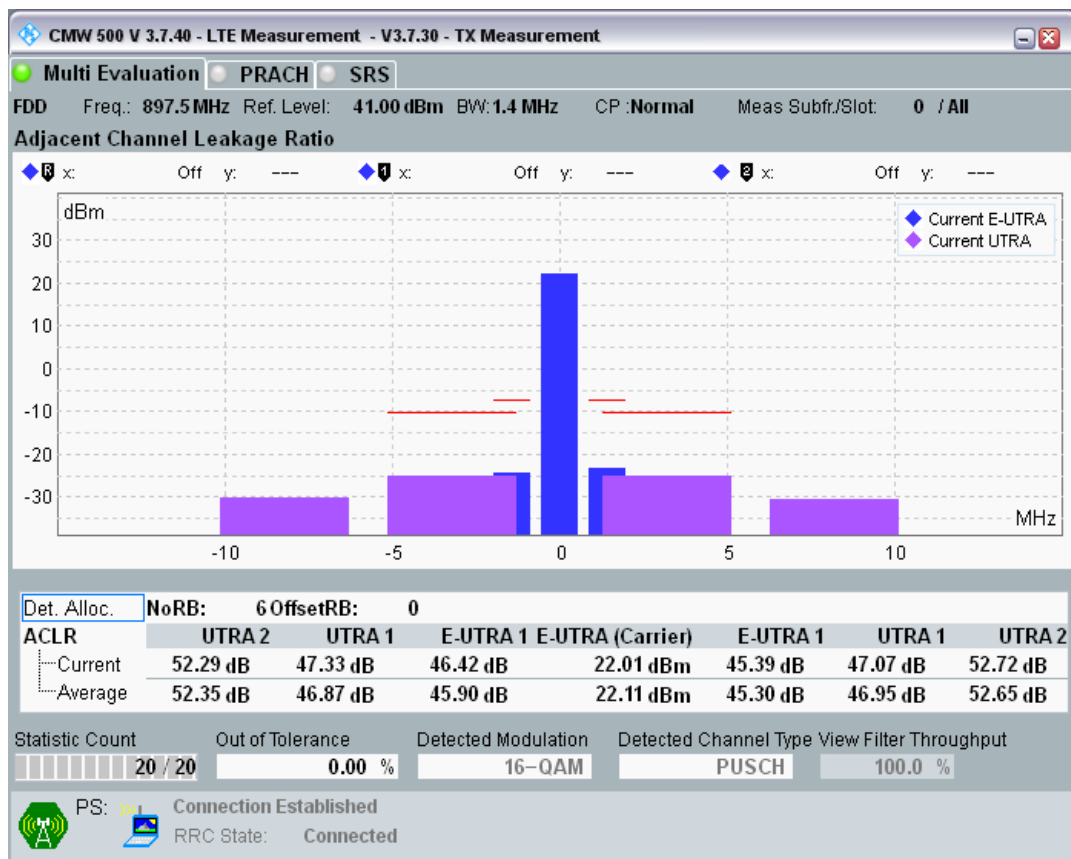 CMW 500 V 3.7.40 - LTE Measurement - V3.7.30 - TX Measurement
Multi Evaluation PRACH SRS
FDD Freq.: 897.5 MHz Ref. Level: 41.00 dBm BW: 1.4 MHz CP :Normal Meas Subfr./Slot: 0 / All
Adjacent Channel Leakage Ratio
R x: Off y: --- 1 x: Off y: --- 2 x: Off y: ---
dBm
Current E-UTRA
Current UTRA
30
20
10
0
-10
-20
-30
MHz
-10 -5 0 5 10
Det. Alloc. NoRB: 6 OffsetRB: 0
ACLR UTRA 2 UTRA 1 E-UTRA 1 E-UTRA (Carrier) E-UTRA 1 UTRA 1 UTRA 2
Current 52.29 dB 47.33 dB 46.42 dB 22.01 dBm 45.39 dB 47.07 dB 52.72 dB
Average 52.35 dB 46.87 dB 45.90 dB 22.11 dBm 45.30 dB 46.95 dB 52.65 dB
Statistic Count Out of Tolerance Detected Modulation Detected Channel Type View Filter Throughput
20 / 20 0.00 % 16-QAM PUSCH 100.0 %
PS: Connection Established
RRC State: Connected